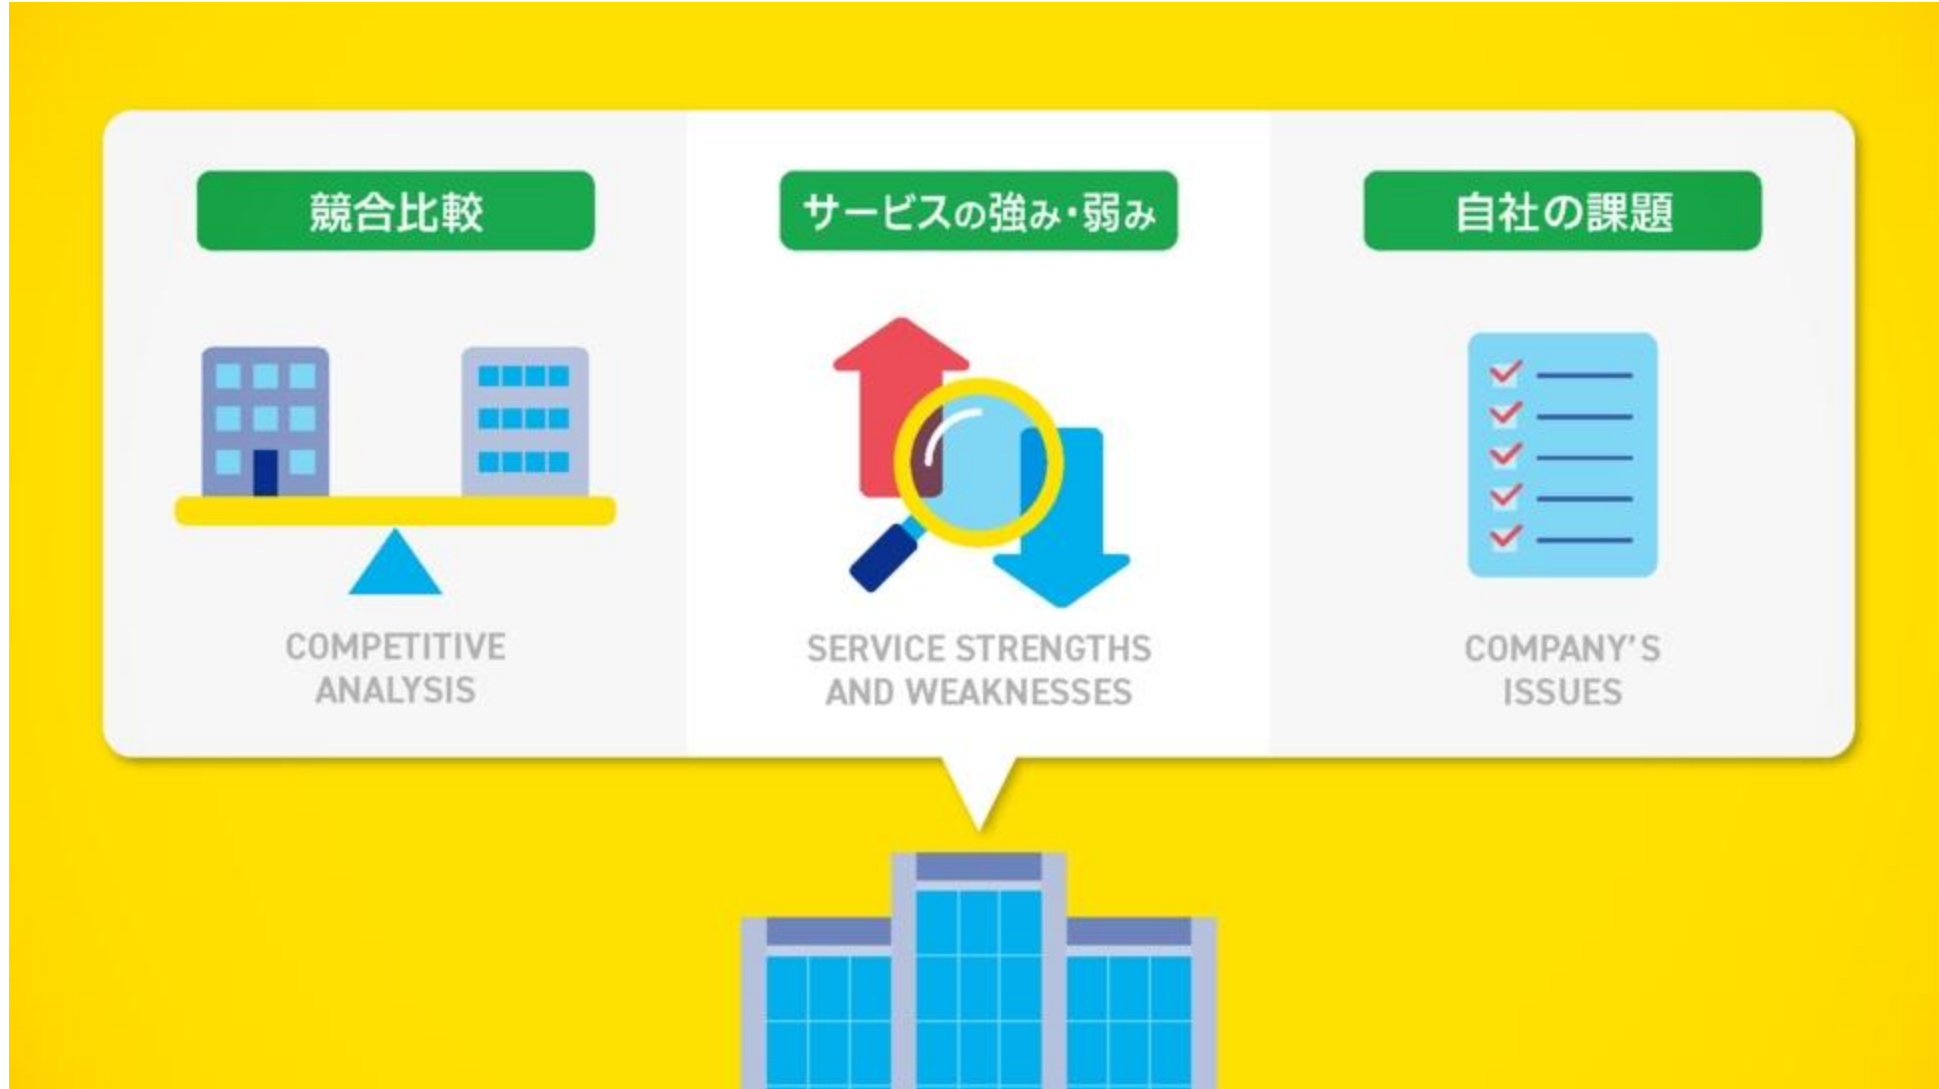 競合比較
サービスの強み・弱み
自社の課題
COMPETITIVE
ANALYSIS
SERVICE STRENGTHS
AND WEAKNESSES
COMPANY'S
ISSUES